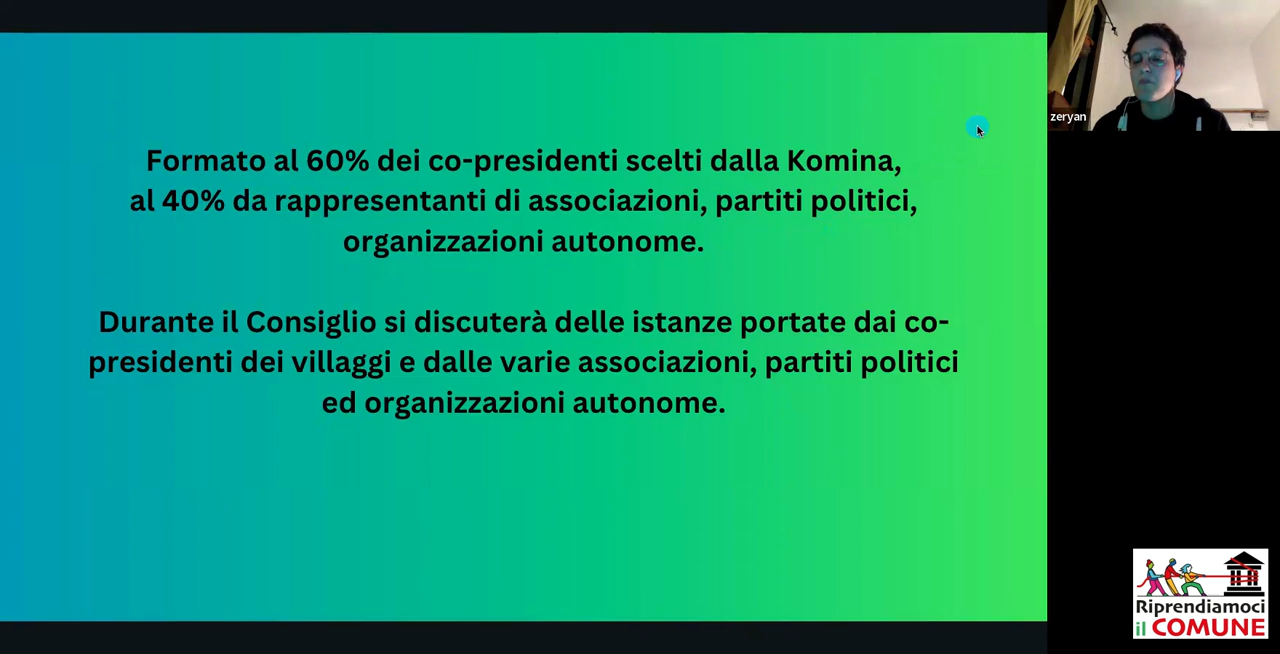 Formato al 60% dei co-presidenti scelti dalla Komina,
al 40% da rappresentanti di associazioni, partiti politici,
organizzazioni autonome.
Durante il Consiglio si discuterà delle istanze portate dai co-
presidenti dei villaggi e dalle varie associazioni, partiti politici
ed organizzazioni autonome.
zeryan
Riprendiamoci
il COMUNE